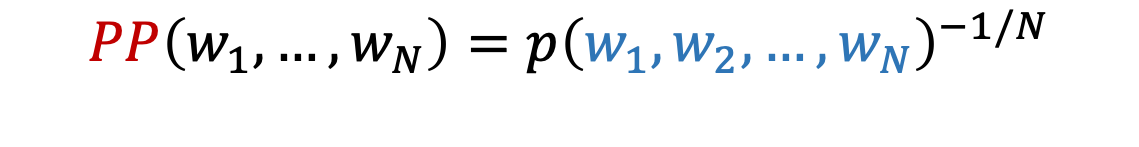 PP(w₁, … , w_N) = p(w₁, w₂, … , w_N)^{−1/N}